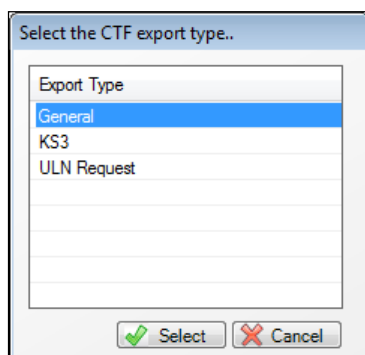 Select the CTF export type..
Export Type
General
KS3
ULN Request
Select Cancel